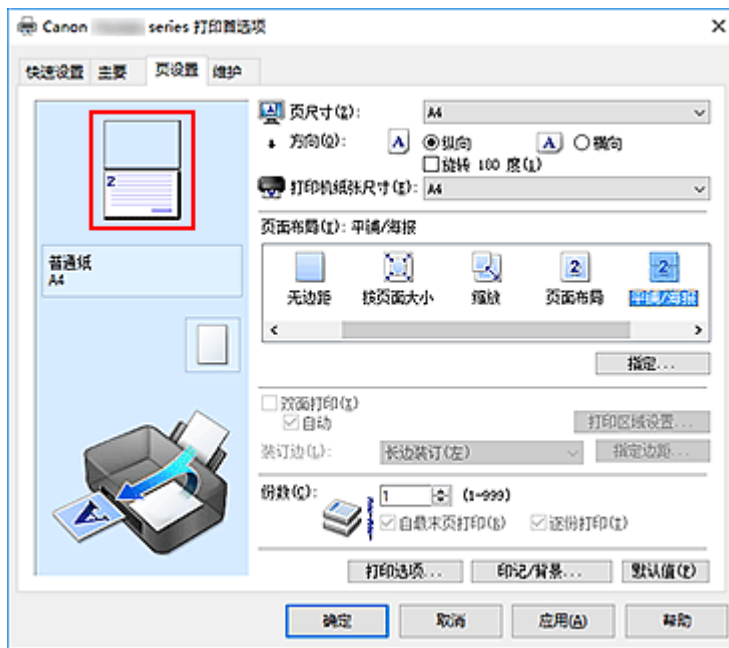 Canon series 打印首选项
快速设置 主要 页设置 维护
页尺寸(Z): A4
方向(O): A 纵向 A 横向
旋转 180 度(1)
打印机纸张尺寸(E): A4
2
普通纸
A4
页面布局(I): 平铺/海报
2 2
无边距 按页面大小 缩放 页面布局 平铺/海报
指定...
双面打印(X)
自动 打印区域设置...
装订边(L): 长边装订(左) 指定边距...
份数(C): 1 (1-999)
自最末页打印(B) 逐份打印(T)
打印选项... 印记/背景... 默认值(F)
确定 取消 应用(A) 帮助